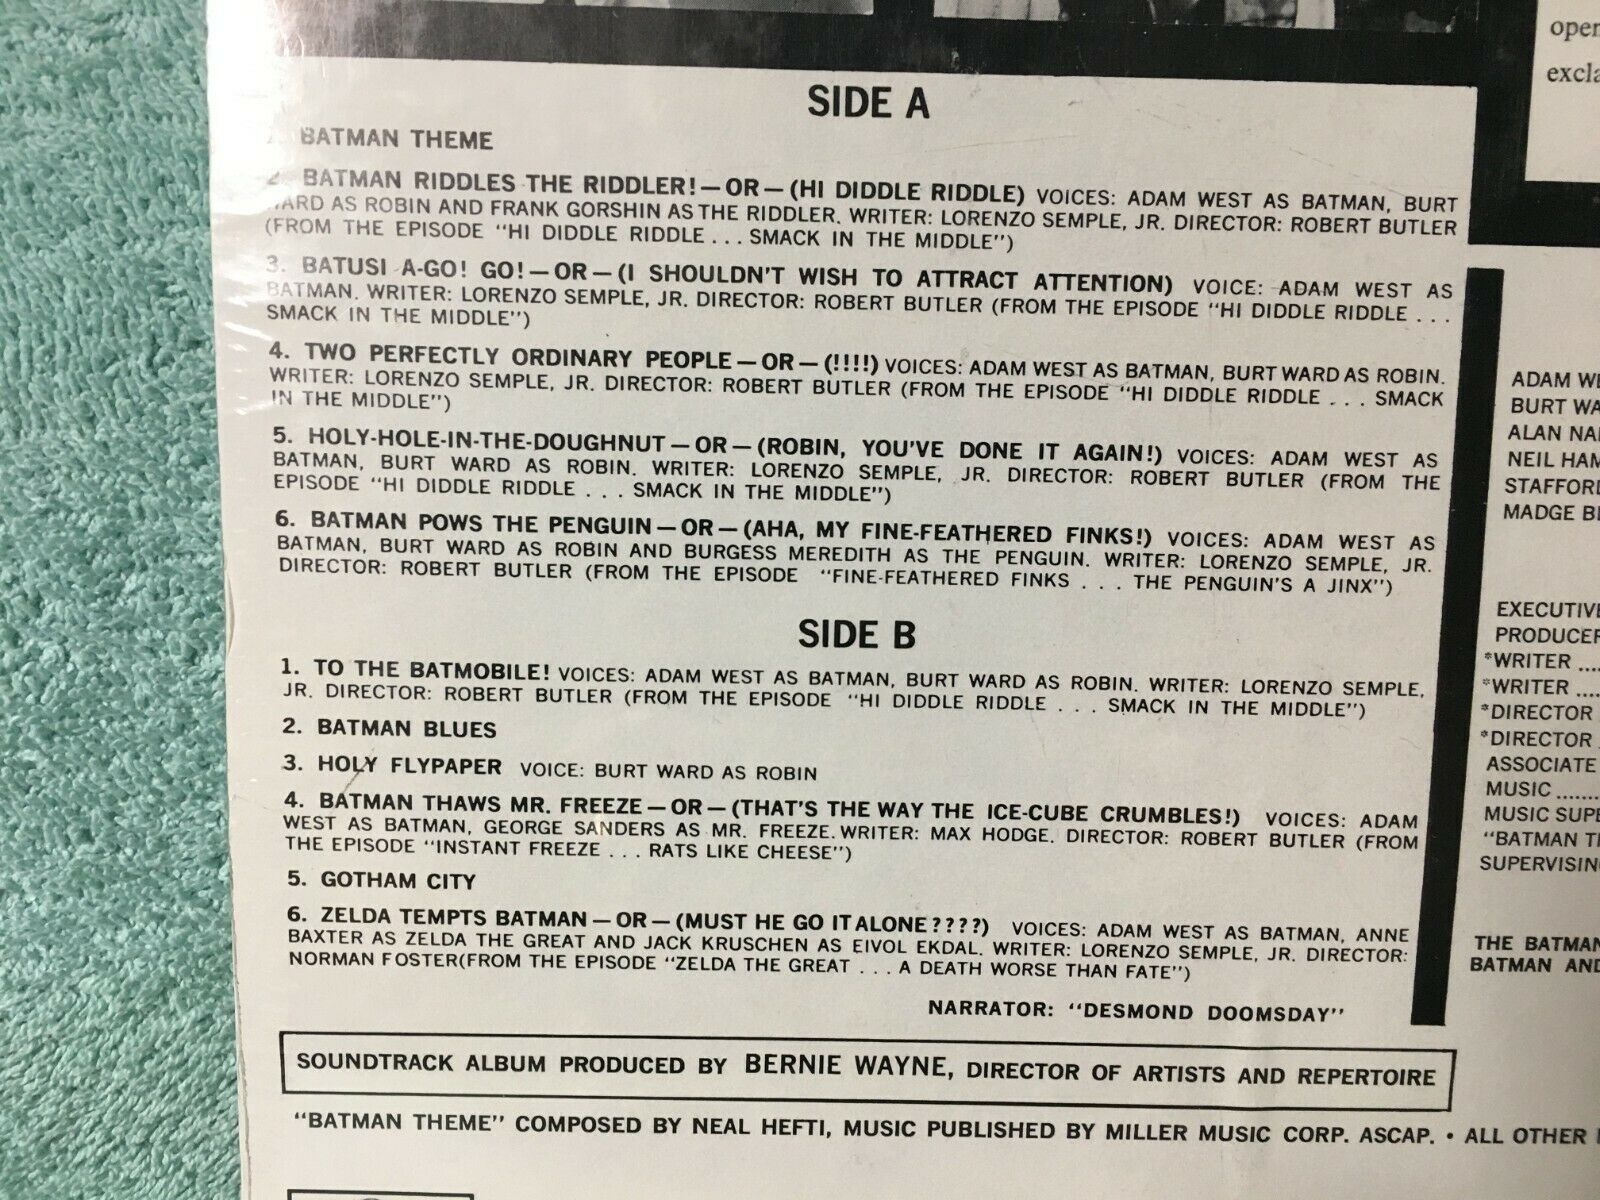 SIDE A
BATMAN THEME
2. BATMAN RIDDLES THE RIDDLER!—OR—(HI DIDDLE RIDDLE) VOICES: ADAM WEST AS BATMAN, BURT
WARD AS ROBIN AND FRANK GORSHIN AS THE RIDDLER. WRITER: LORENZO SEMPLE, JR. DIRECTOR: ROBERT BUTLER
(FROM THE EPISODE "HI DIDDLE RIDDLE ... SMACK IN THE MIDDLE")
3. BATUSI A-GO! GO!—OR—(I SHOULDN'T WISH TO ATTRACT ATTENTION) VOICE: ADAM WEST AS
BATMAN. WRITER: LORENZO SEMPLE, JR. DIRECTOR: ROBERT BUTLER (FROM THE EPISODE "HI DIDDLE RIDDLE ...
SMACK IN THE MIDDLE")
4. TWO PERFECTLY ORDINARY PEOPLE—OR—(!!!!) VOICES: ADAM WEST AS BATMAN, BURT WARD AS ROBIN.
WRITER: LORENZO SEMPLE, JR. DIRECTOR: ROBERT BUTLER (FROM THE EPISODE "HI DIDDLE RIDDLE ... SMACK
IN THE MIDDLE")
5. HOLY-HOLE-IN-THE-DOUGHNUT—OR—(ROBIN, YOU'VE DONE IT AGAIN!) VOICES: ADAM WEST AS
BATMAN, BURT WARD AS ROBIN. WRITER: LORENZO SEMPLE, JR. DIRECTOR: ROBERT BUTLER (FROM THE
EPISODE "HI DIDDLE RIDDLE ... SMACK IN THE MIDDLE")
6. BATMAN POWS THE PENGUIN—OR—(AHA, MY FINE-FEATHERED FINKS!) VOICES: ADAM WEST AS
BATMAN, BURT WARD AS ROBIN AND BURGESS MEREDITH AS THE PENGUIN. WRITER: LORENZO SEMPLE, JR.
DIRECTOR: ROBERT BUTLER (FROM THE EPISODE "FINE-FEATHERED FINKS ... THE PENGUIN'S A JINX")
SIDE B
1. TO THE BATMOBILE! VOICES: ADAM WEST AS BATMAN, BURT WARD AS ROBIN. WRITER: LORENZO SEMPLE,
JR. DIRECTOR: ROBERT BUTLER (FROM THE EPISODE "HI DIDDLE RIDDLE ... SMACK IN THE MIDDLE")
2. BATMAN BLUES
3. HOLY FLYPAPER VOICE: BURT WARD AS ROBIN
4. BATMAN THAWS MR. FREEZE—OR—(THAT'S THE WAY THE ICE-CUBE CRUMBLES!) VOICES: ADAM
WEST AS BATMAN, GEORGE SANDERS AS MR. FREEZE. WRITER: MAX HODGE. DIRECTOR: ROBERT BUTLER (FROM
THE EPISODE "INSTANT FREEZE ... RATS LIKE CHEESE")
5. GOTHAM CITY
6. ZELDA TEMPTS BATMAN—OR—(MUST HE GO IT ALONE????) VOICES: ADAM WEST AS BATMAN, ANNE
BAXTER AS ZELDA THE GREAT AND JACK KRUSCHEN AS EIVOL EKDAL. WRITER: LORENZO SEMPLE, JR. DIRECTOR:
NORMAN FOSTER(FROM THE EPISODE "ZELDA THE GREAT ... A DEATH WORSE THAN FATE")
NARRATOR: "DESMOND DOOMSDAY"
SOUNDTRACK ALBUM PRODUCED BY BERNIE WAYNE, DIRECTOR OF ARTISTS AND REPERTOIRE
"BATMAN THEME" COMPOSED BY NEAL HEFTI, MUSIC PUBLISHED BY MILLER MUSIC CORP. ASCAP. • ALL OTHER
ADAM
BURT
ALAN
NEIL
STAFFORD
MADGE
EXECUTIVE
PRODUCER
*WRITER ....
*WRITER ....
*DIRECTOR
*DIRECTOR
ASSOCIATE
MUSIC .......
MUSIC
"BATMAN
SUPERVISING
THE BATMAN
BATMAN AND